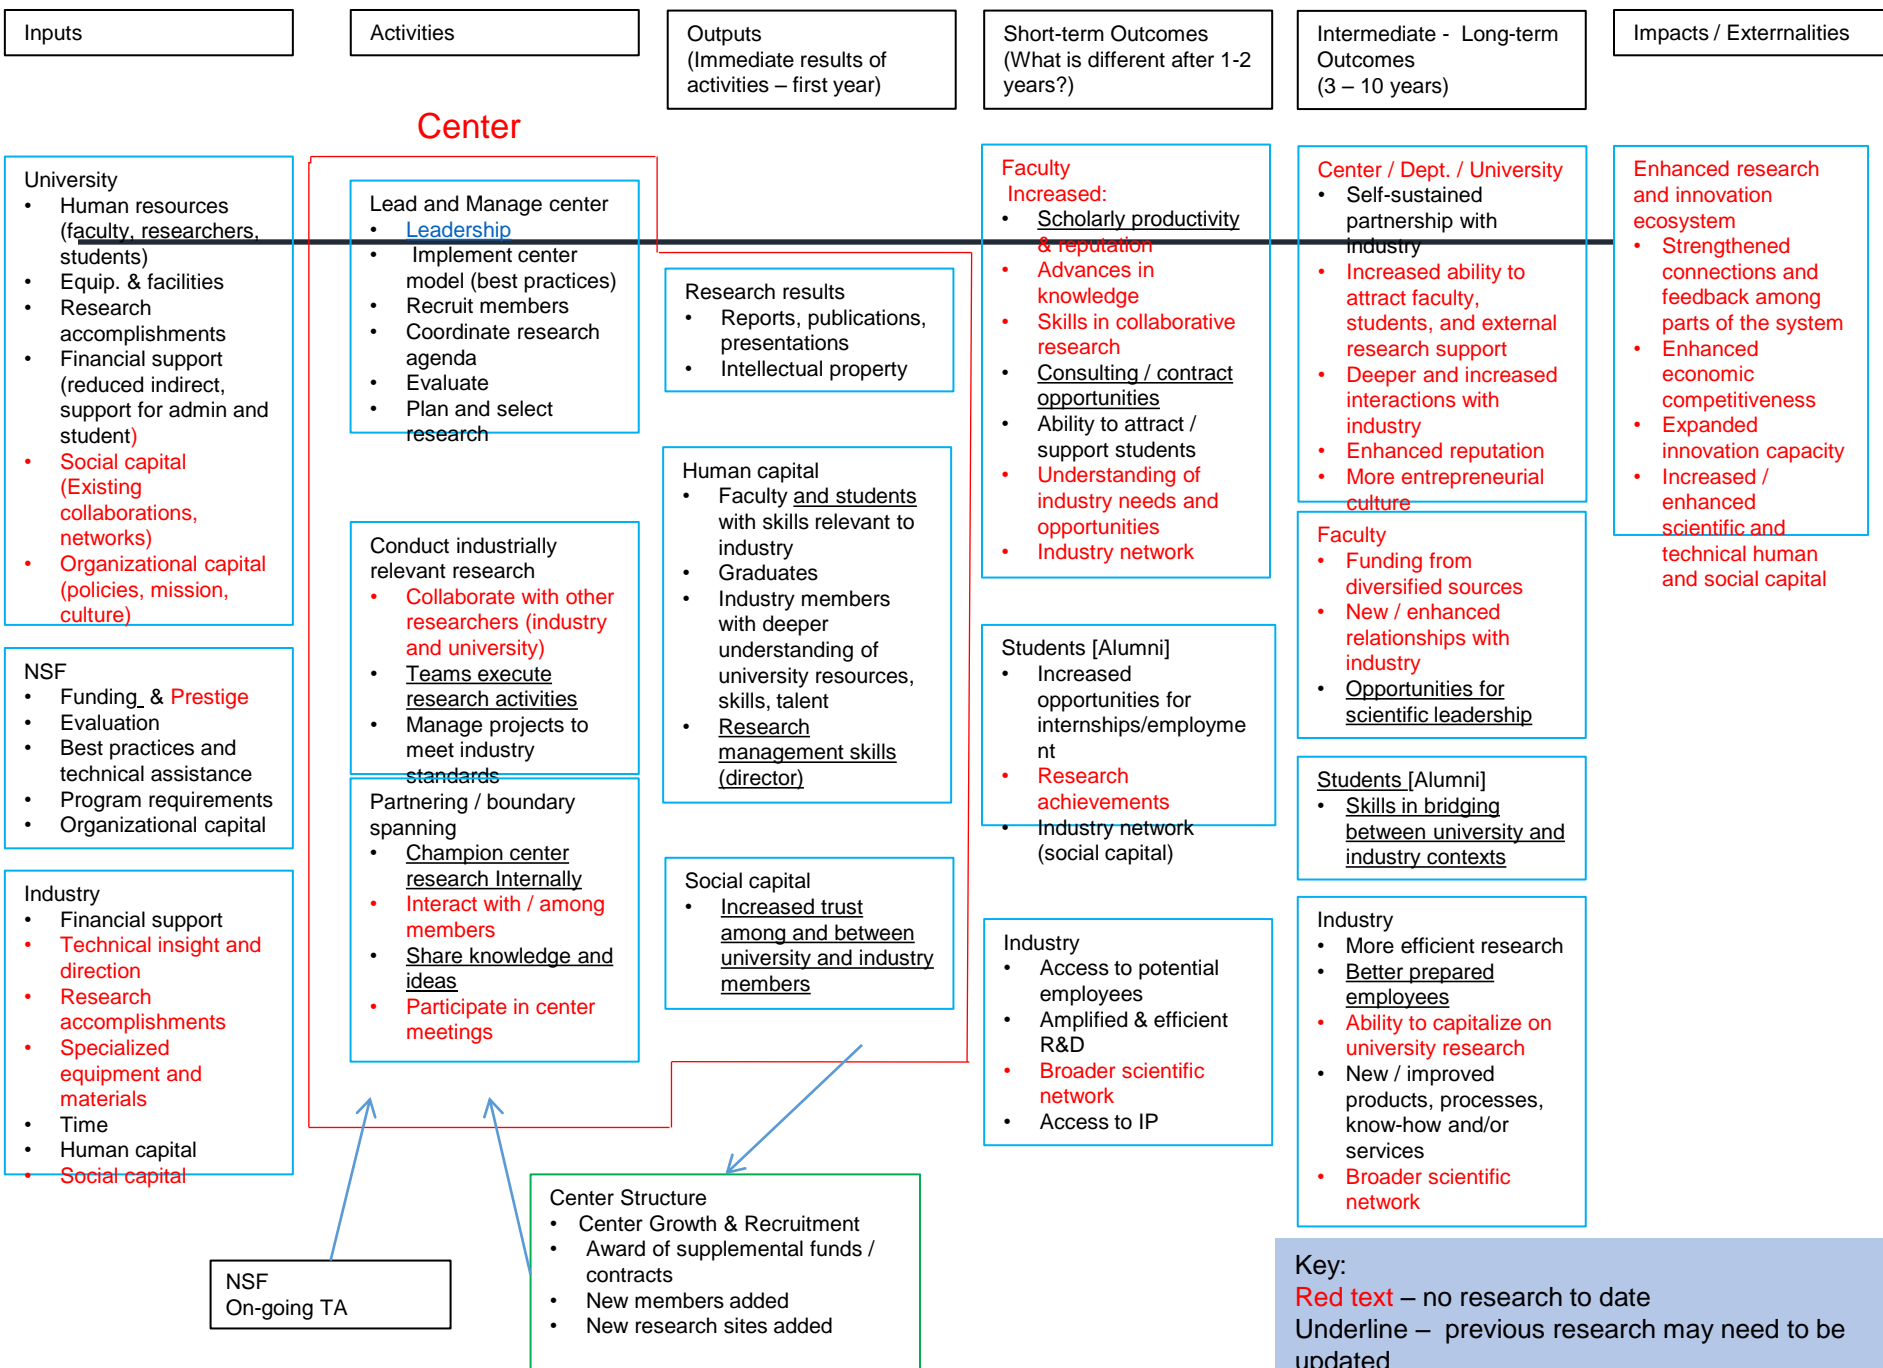 Inputs
Activities
Outputs
(Immediate results of
activities – first year)
Short-term Outcomes
(What is different after 1-2
years?)
Intermediate - Long-term
Outcomes
(3 – 10 years)
Impacts / Exterrnalities
Center
University
• Human resources
(faculty, researchers,
students)
• Equip. & facilities
• Research
accomplishments
• Financial support
(reduced indirect,
support for admin and
student)
• Social capital
(Existing
collaborations,
networks)
• Organizational capital
(policies, mission,
culture)
NSF
• Funding & Prestige
• Evaluation
• Best practices and
technical assistance
• Program requirements
• Organizational capital
Industry
• Financial support
• Technical insight and
direction
• Research
accomplishments
• Specialized
equipment and
materials
• Time
• Human capital
• Social capital
Lead and Manage center
• Leadership
• Implement center
model (best practices)
• Recruit members
• Coordinate research
agenda
• Evaluate
• Plan and select
research
Conduct industrially
relevant research
• Collaborate with other
researchers (industry
and university)
• Teams execute
research activities
• Manage projects to
meet industry
standards
Partnering / boundary
spanning
• Champion center
research Internally
• Interact with / among
members
• Share knowledge and
ideas
• Participate in center
meetings
Research results
• Reports, publications,
presentations
• Intellectual property
Human capital
• Faculty and students
with skills relevant to
industry
• Graduates
• Industry members
with deeper
understanding of
university resources,
skills, talent
• Research
management skills
(director)
Social capital
• Increased trust
among and between
university and industry
members
Faculty
Increased:
• Scholarly productivity
& reputation
• Advances in
knowledge
• Skills in collaborative
research
• Consulting / contract
opportunities
• Ability to attract /
support students
• Understanding of
industry needs and
opportunities
• Industry network
Students [Alumni]
• Increased
opportunities for
internships/employme
nt
• Research
achievements
• Industry network
(social capital)
Industry
• Access to potential
employees
• Amplified & efficient
R&D
• Broader scientific
network
• Access to IP
Center / Dept. / University
• Self-sustained
partnership with
industry
• Increased ability to
attract faculty,
students, and external
research support
• Deeper and increased
interactions with
industry
• Enhanced reputation
• More entrepreneurial
culture
Faculty
• Funding from
diversified sources
• New / enhanced
relationships with
industry
• Opportunities for
scientific leadership
Students [Alumni]
• Skills in bridging
between university and
industry contexts
Industry
• More efficient research
• Better prepared
employees
• Ability to capitalize on
university research
• New / improved
products, processes,
know-how and/or
services
• Broader scientific
network
Enhanced research
and innovation
ecosystem
• Strengthened
connections and
feedback among
parts of the system
• Enhanced
economic
competitiveness
• Expanded
innovation capacity
• Increased /
enhanced
scientific and
technical human
and social capital
NSF
On-going TA
Center Structure
• Center Growth & Recruitment
• Award of supplemental funds /
contracts
• New members added
• New research sites added
Key:
Red text – no research to date
Underline – previous research may need to be
updated